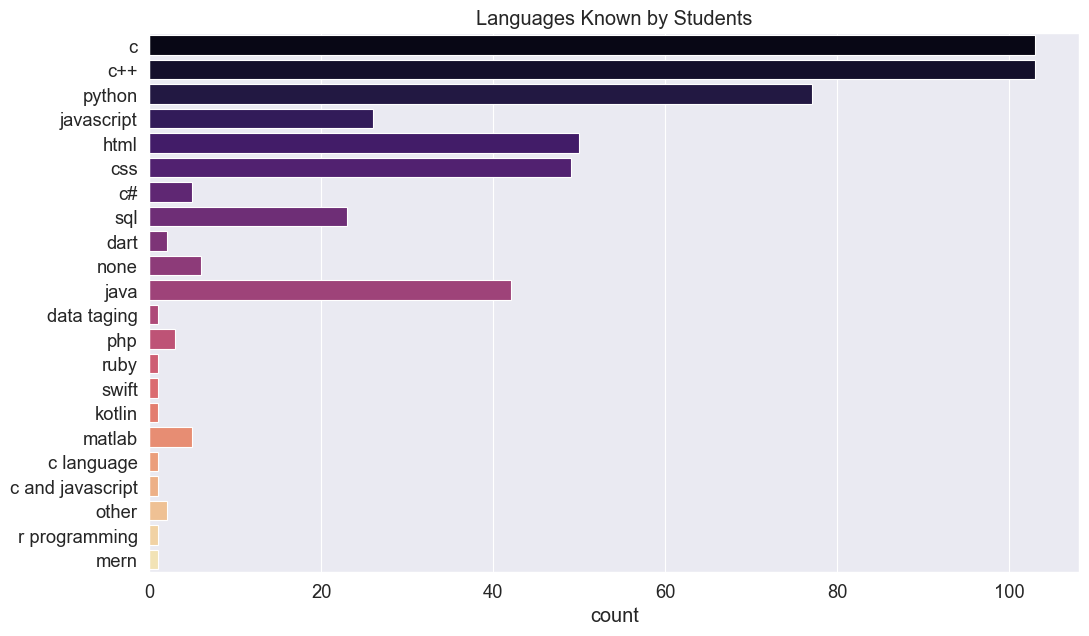 Languages Known by Students
c
c++
python
javascript
html
css
c#
sql
dart
none
java
data taging
php
ruby
swift
kotlin
matlab
c language
c and javascript
other
r programming
mern
0 20 40 60 80 100
count